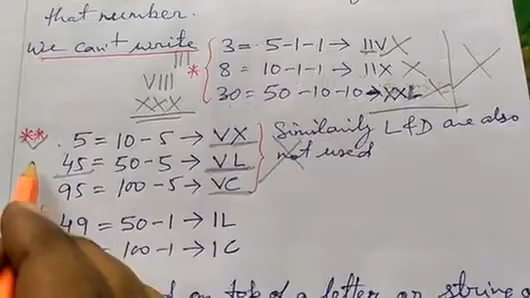 that number.
We can't write
III
VIII
XXX
* { 3 = 5-1-1 → IIV X
8 = 10-1-1 → IIX X
30 = 50-10-10 → XXL X
** . 5 = 10-5 → VX
45 = 50-5 → VL
95 = 100-5 → VC
Similarily L & D are also
not used
49 = 50-1 → IL
= 100-1 → IC
on top of a letter or string